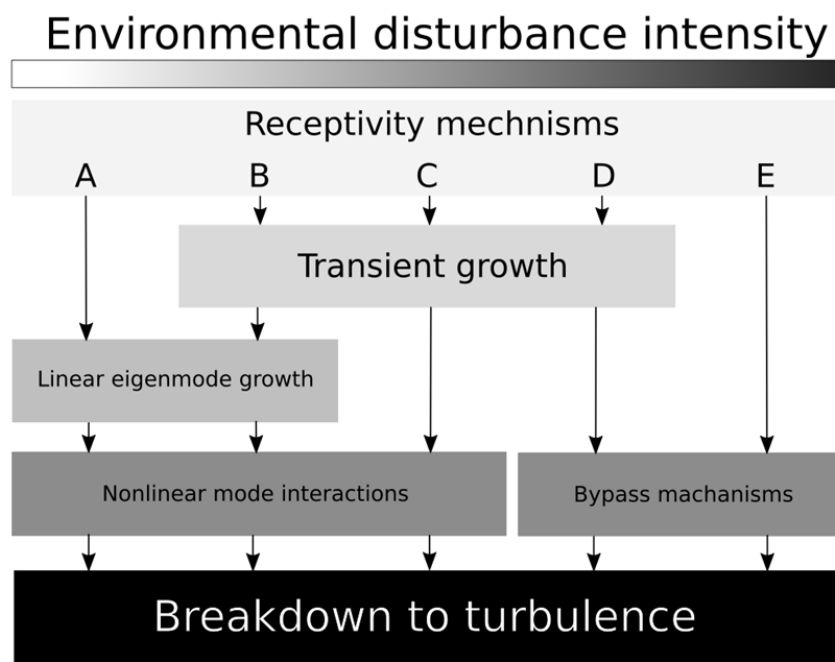 Environmental disturbance intensity
Receptivity mechnisms
A B C D E
Transient growth
Linear eigenmode growth
Nonlinear mode interactions
Bypass machanisms
Breakdown to turbulence